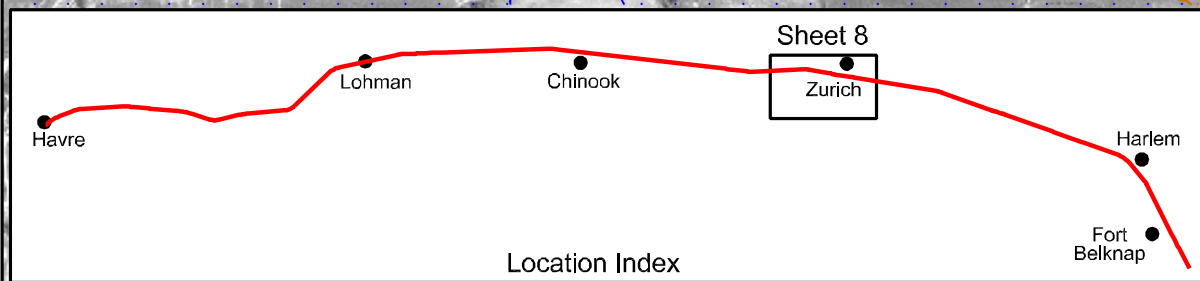 Sheet 8
Lohman
Chinook
Zurich
Havre
Harlem
Fort
Belknap
Location Index